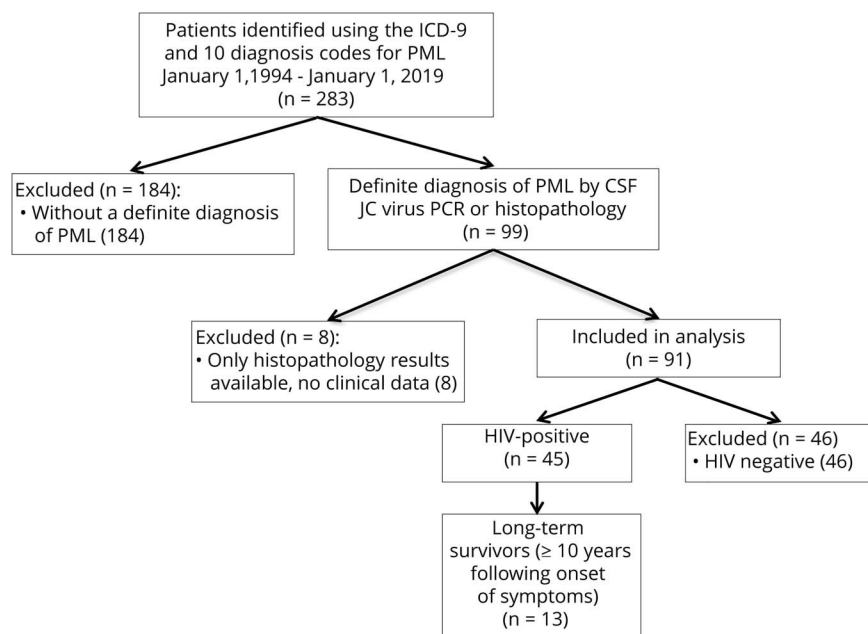 Patients identified using the ICD-9
and 10 diagnosis codes for PML
January 1,1994 - January 1, 2019
(n = 283)
Excluded (n = 184):
• Without a definite diagnosis
of PML (184)
Definite diagnosis of PML by CSF
JC virus PCR or histopathology
(n = 99)
Excluded (n = 8):
• Only histopathology results
available, no clinical data (8)
Included in analysis
(n = 91)
HIV-positive
(n = 45)
Excluded (n = 46)
• HIV negative (46)
Long-term
survivors (≥ 10 years
following onset
of symptoms)
(n = 13)